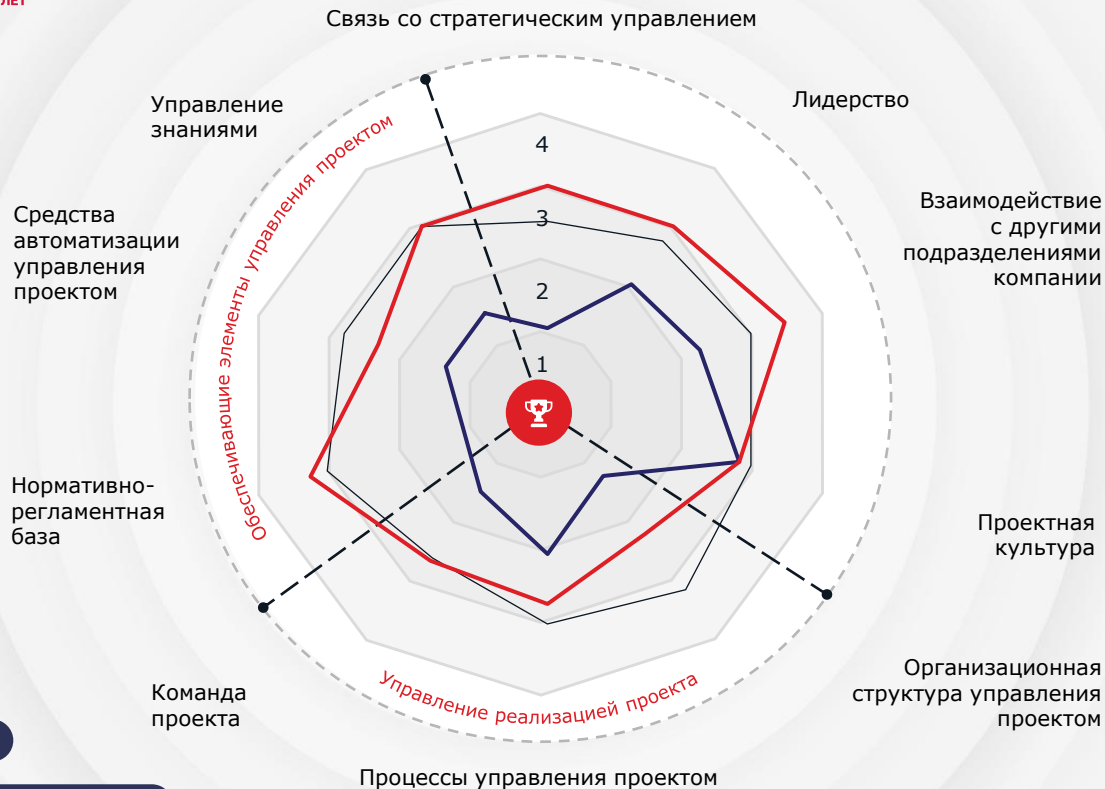 ЛЕТ
Связь со стратегическим управлением
Управление
знаниями
Лидерство
Средства
автоматизации
управления
проектом
Взаимодействие
с другими
подразделениями
компании
Обеспечивающие элементы управления проектом
4
3
2
1
Нормативно-
регламентная
база
Проектная
культура
Команда
проекта
Управление реализацией проекта
Организационная
структура управления
проектом
Процессы управления проектом